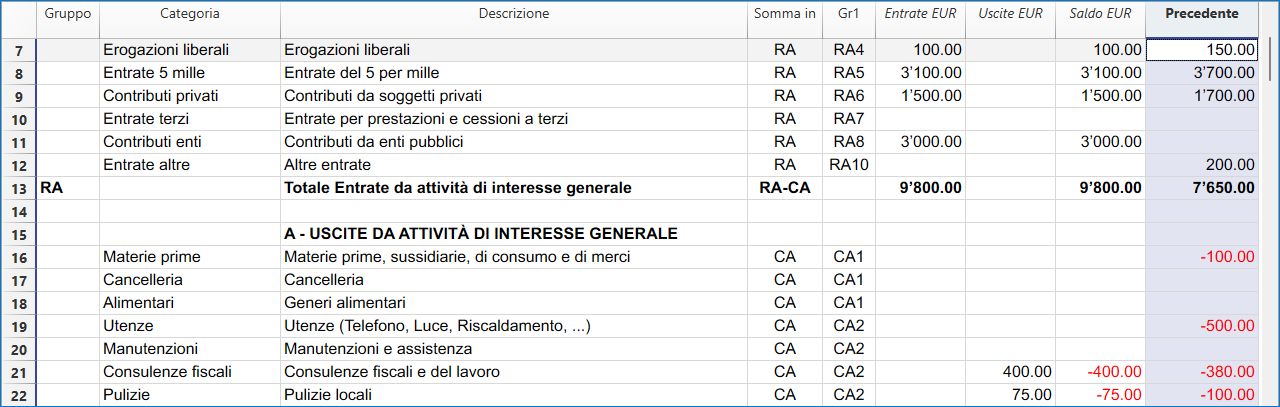 Gruppo Categoria Descrizione Somma in Gr1 Entrate EUR Uscite EUR Saldo EUR Precedente
7 Erogazioni liberali Erogazioni liberali RA RA4 100.00 100.00 150.00
8 Entrate 5 mille Entrate del 5 per mille RA RA5 3’100.00 3’100.00 3’700.00
9 Contributi privati Contributi da soggetti privati RA RA6 1’500.00 1’500.00 1’700.00
10 Entrate terzi Entrate per prestazioni e cessioni a terzi RA RA7
11 Contributi enti Contributi da enti pubblici RA RA8 3’000.00 3’000.00
12 Entrate altre Altre entrate RA RA10 200.00
13 RA Totale Entrate da attività di interesse generale RA-CA 9’800.00 9’800.00 7’650.00
14
15 A - USCITE DA ATTIVITÀ DI INTERESSE GENERALE
16 Materie prime Materie prime, sussidiarie, di consumo e di merci CA CA1 -100.00
17 Cancelleria Cancelleria CA CA1
18 Alimentari Generi alimentari CA CA1
19 Utenze Utenze (Telefono, Luce, Riscaldamento, ...) CA CA2 -500.00
20 Manutenzioni Manutenzioni e assistenza CA CA2
21 Consulenze fiscali Consulenze fiscali e del lavoro CA CA2 400.00 -400.00 -380.00
22 Pulizie Pulizie locali CA CA2 75.00 -75.00 -100.00